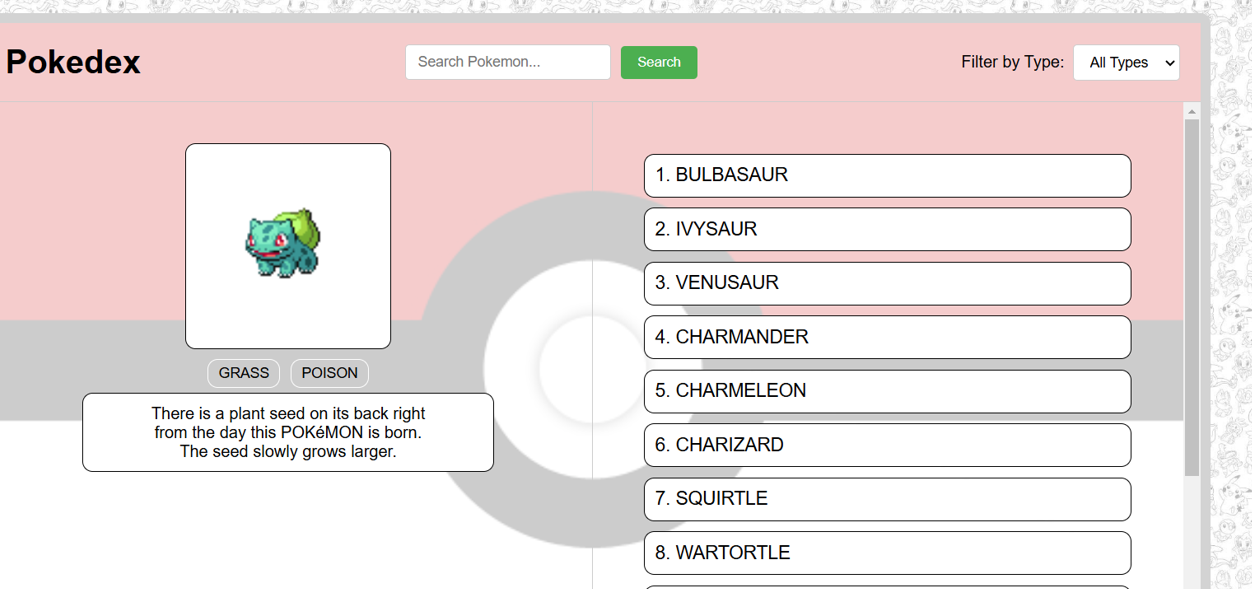 Pokedex
Search Pokemon...
Search
Filter by Type:
All Types
GRASS
POISON
There is a plant seed on its back right
from the day this POKéMON is born.
The seed slowly grows larger.
1. BULBASAUR
2. IVYSAUR
3. VENUSAUR
4. CHARMANDER
5. CHARMELEON
6. CHARIZARD
7. SQUIRTLE
8. WARTORTLE